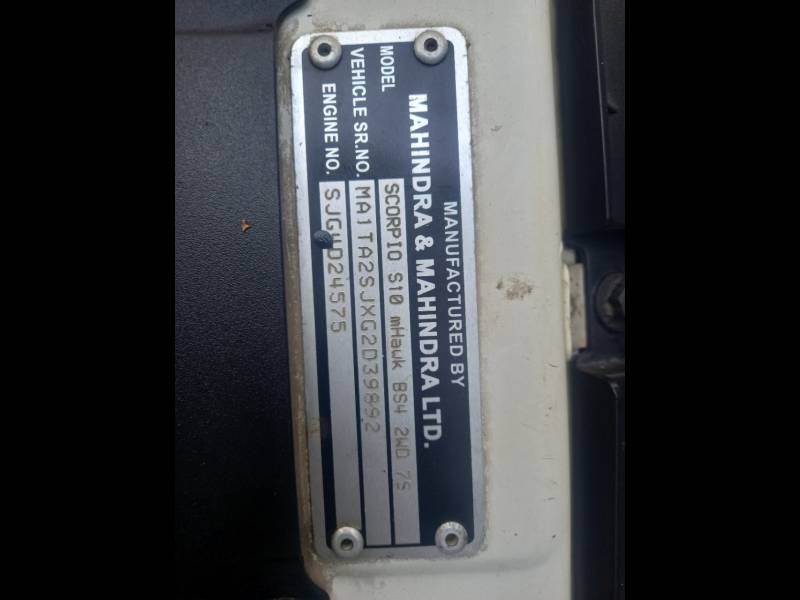 MANUFACTURED BY
MAHINDRA & MAHINDRA LTD.
MODEL SCORPIO S10 mHawk BS4 2WD 7S
VEHICLE SR.NO. MA1TA2SJXG2D39892
ENGINE NO. SJG4D24575